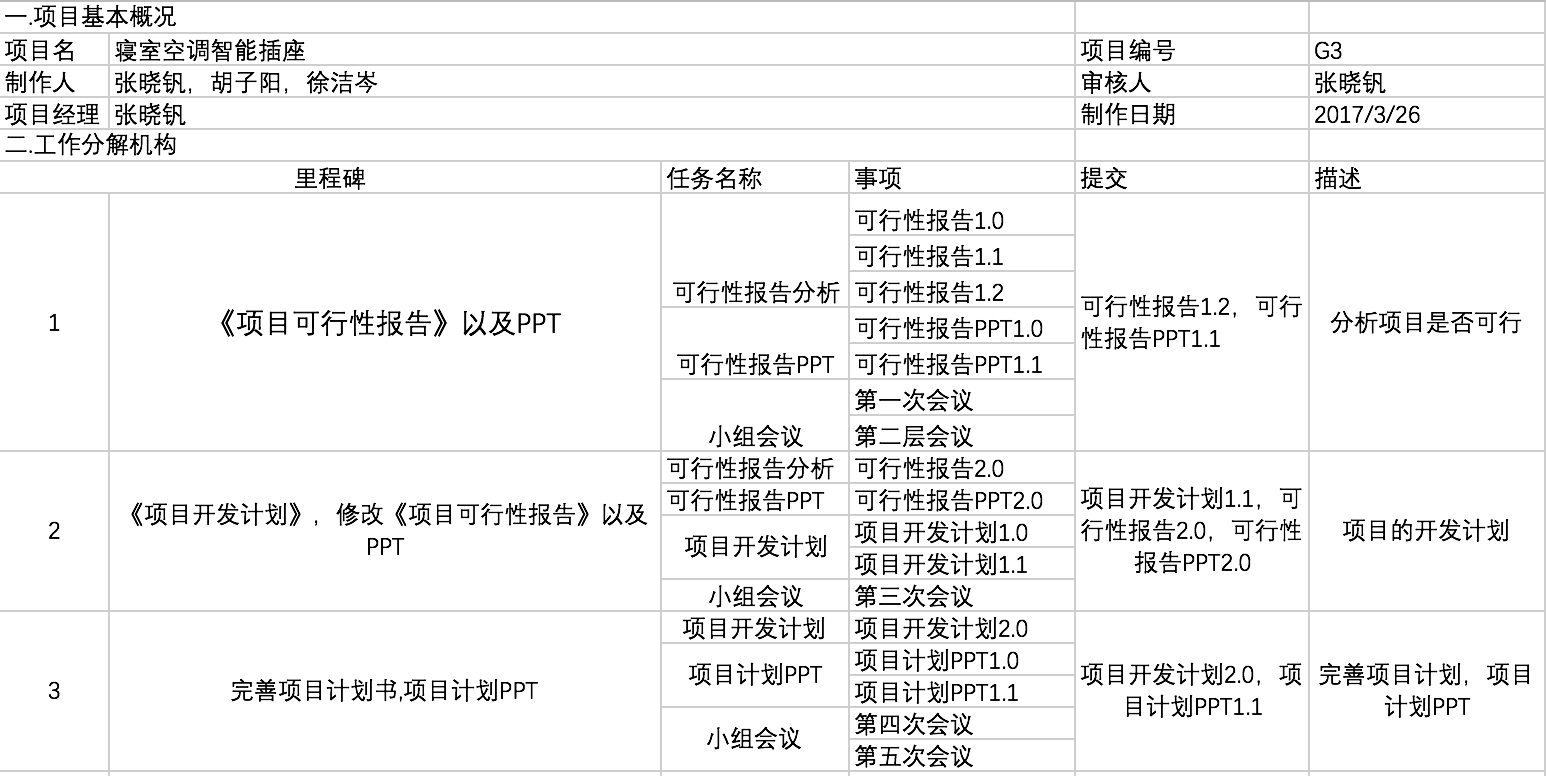 一.项目基本概况
项目名 寝室空调智能插座 项目编号 G3
制作人 张晓钒，胡子阳，徐洁岑 审核人 张晓钒
项目经理 张晓钒 制作日期 2017/3/26
二.工作分解机构
里程碑 任务名称 事项 提交 描述
1
《项目可行性报告》以及PPT
可行性报告分析
可行性报告1.0
可行性报告1.1
可行性报告1.2
可行性报告PPT
可行性报告PPT1.0
可行性报告PPT1.1
小组会议
第一次会议
第二层会议
可行性报告1.2，可行
性报告PPT1.1
分析项目是否可行
2
《项目开发计划》，修改《项目可行性报告》以及
PPT
可行性报告分析 可行性报告2.0
可行性报告PPT 可行性报告PPT2.0
项目开发计划
项目开发计划1.0
项目开发计划1.1
小组会议 第三次会议
项目开发计划1.1，可
行性报告2.0，可行性
报告PPT2.0
项目的开发计划
3
完善项目计划书,项目计划PPT
项目开发计划 项目开发计划2.0
项目计划PPT
项目计划PPT1.0
项目计划PPT1.1
小组会议
第四次会议
第五次会议
项目开发计划2.0，项
目计划PPT1.1
完善项目计划，项目
计划PPT